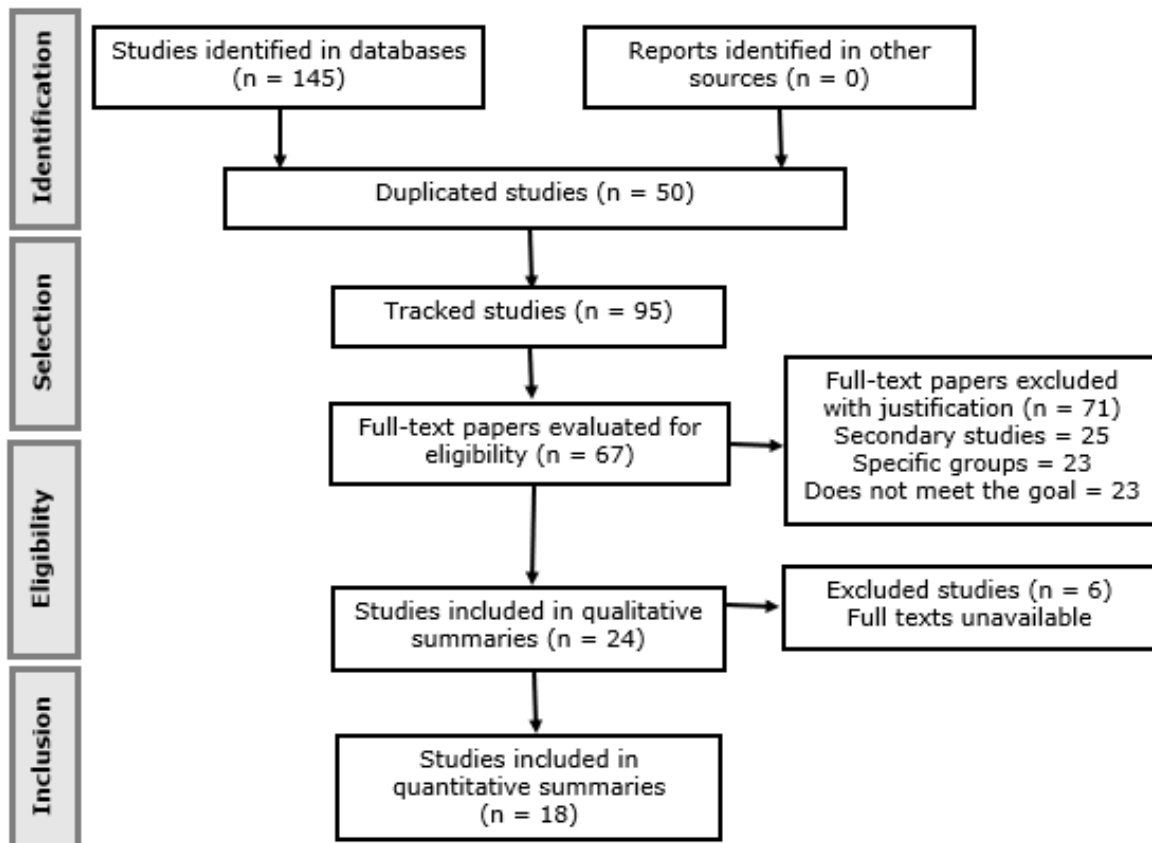 Identification
Studies identified in databases
(n = 145)
Reports identified in other
sources (n = 0)
Duplicated studies (n = 50)
Selection
Tracked studies (n = 95)
Full-text papers evaluated for
eligibility (n = 67)
Full-text papers excluded
with justification (n = 71)
Secondary studies = 25
Specific groups = 23
Does not meet the goal = 23
Eligibility
Studies included in qualitative
summaries (n = 24)
Excluded studies (n = 6)
Full texts unavailable
Inclusion
Studies included in
quantitative summaries
(n = 18)